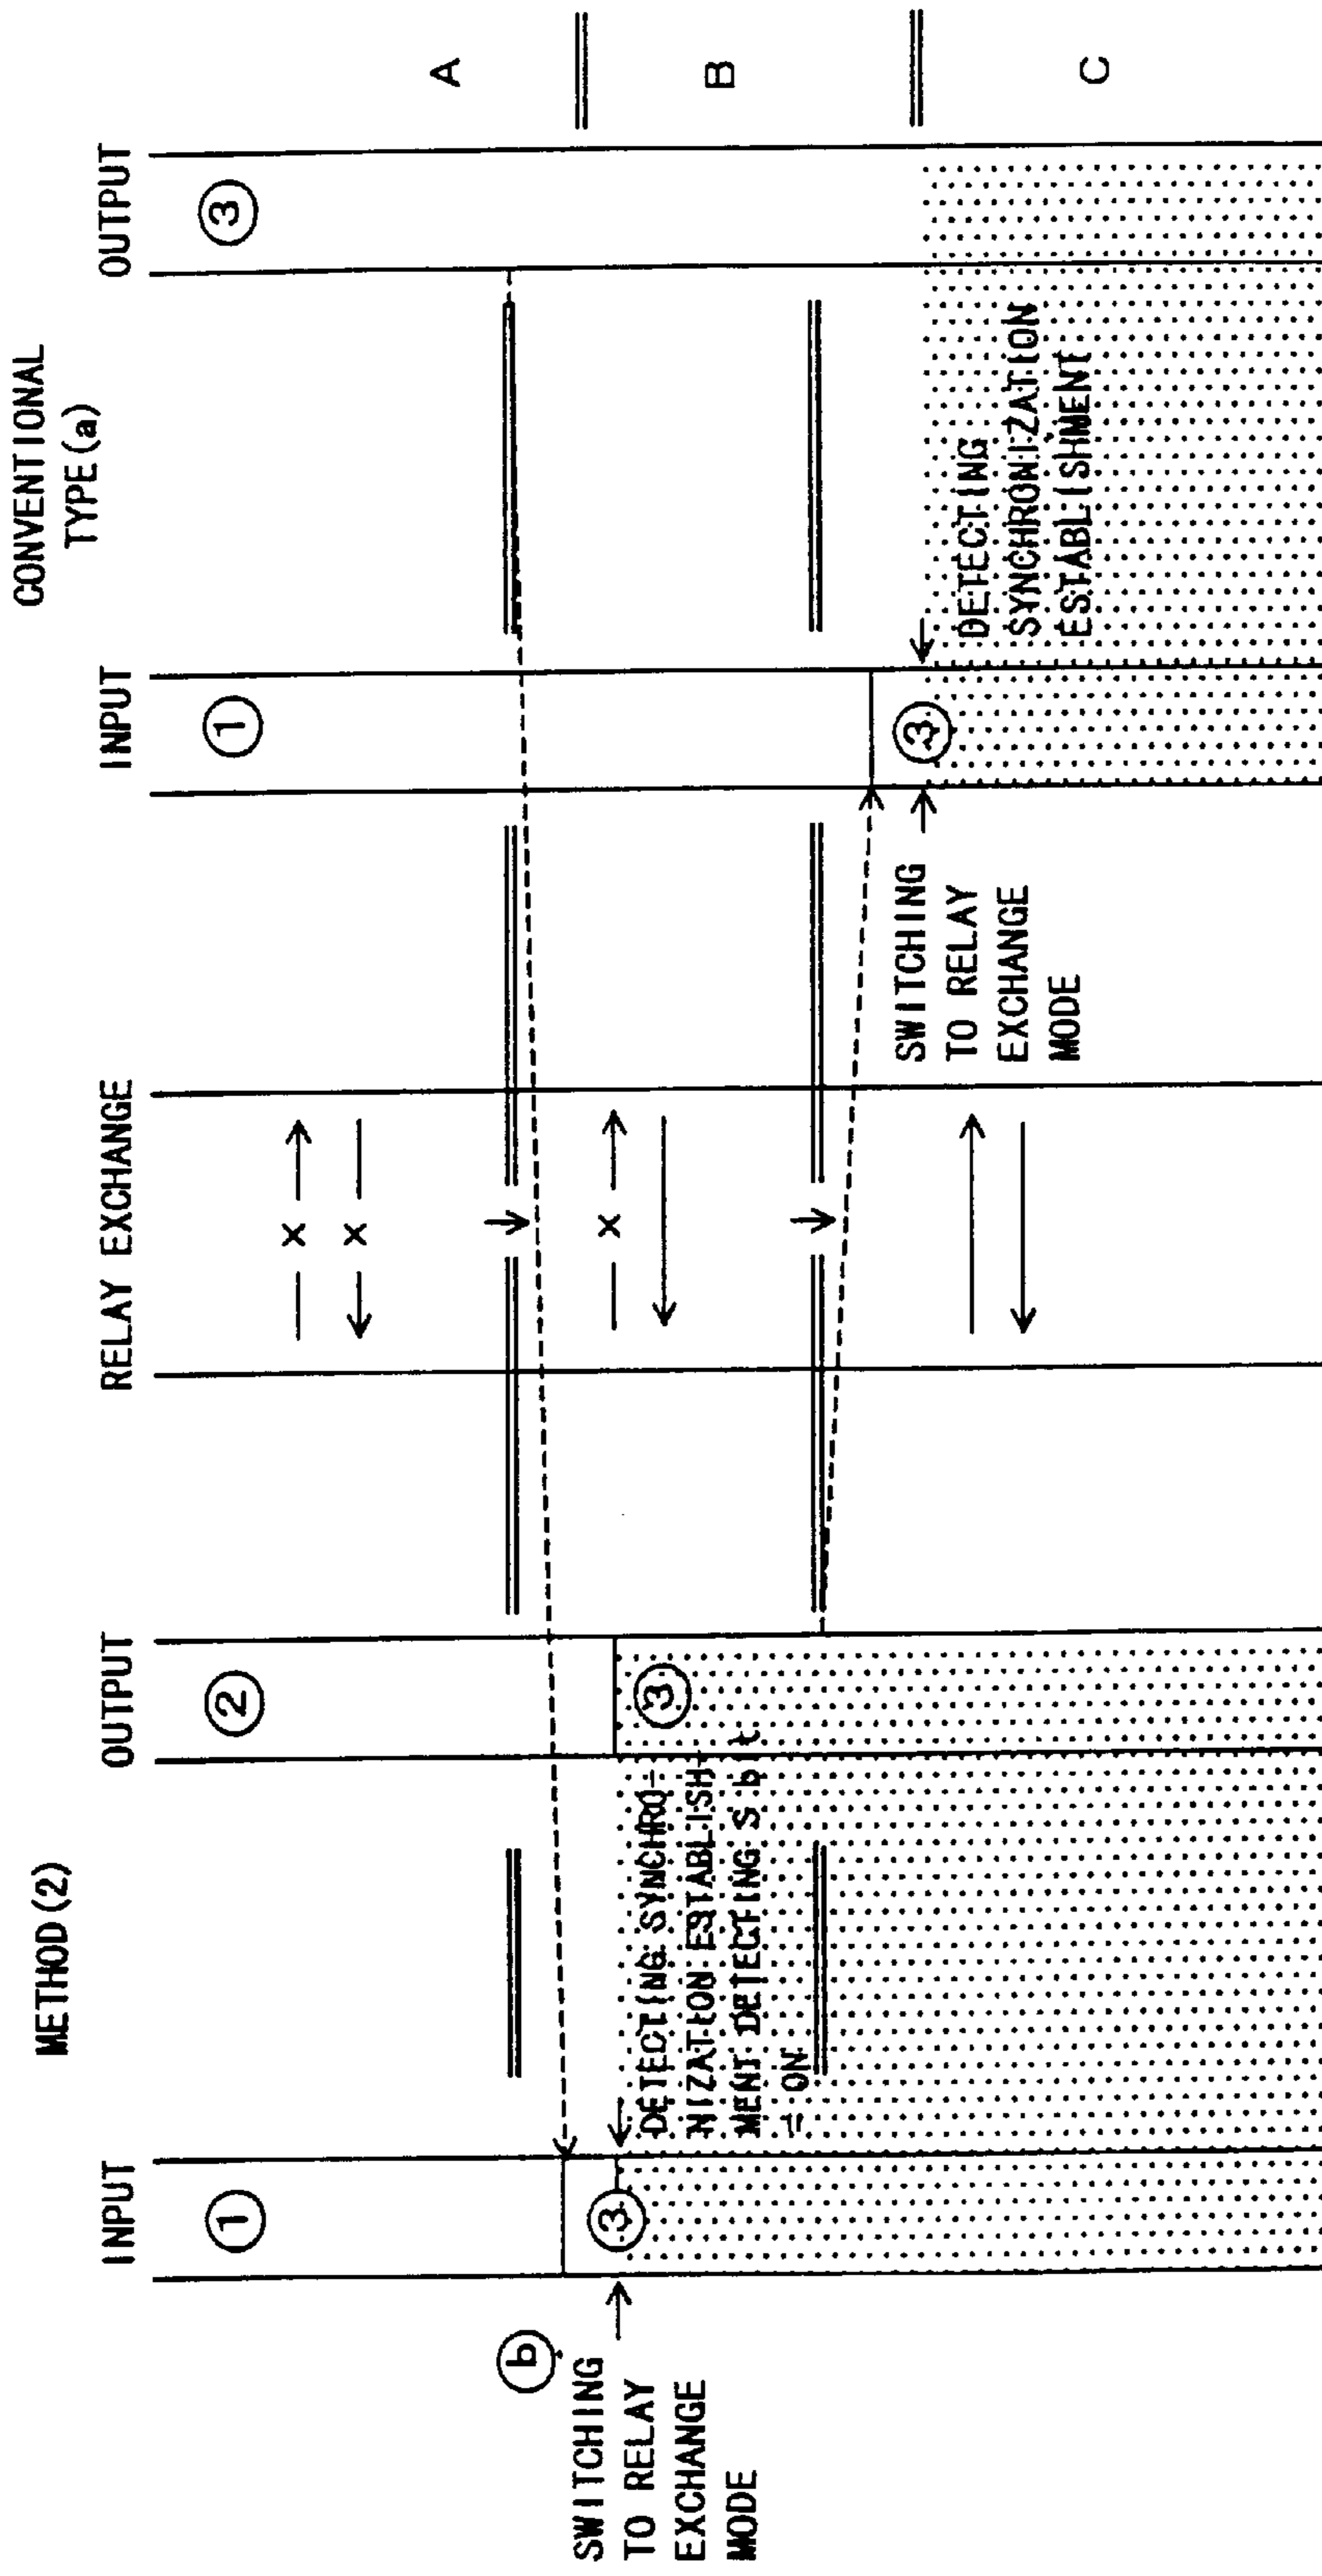 METHOD(2)
CONVENTIONAL
TYPE(a)
INPUT
OUTPUT
RELAY EXCHANGE
INPUT
OUTPUT
1
2
1
3
A
x
x
b
SWITCHING
TO RELAY
EXCHANGE
MODE
3
DETECTING SYNCHRO-
NIZATION ESTABLISH-
MENT DETECTING S bit
= ON
3
x
B
SWITCHING
TO RELAY
EXCHANGE
MODE
3
DETECTING
SYNCHRONIZATION
ESTABLISHMENT
C